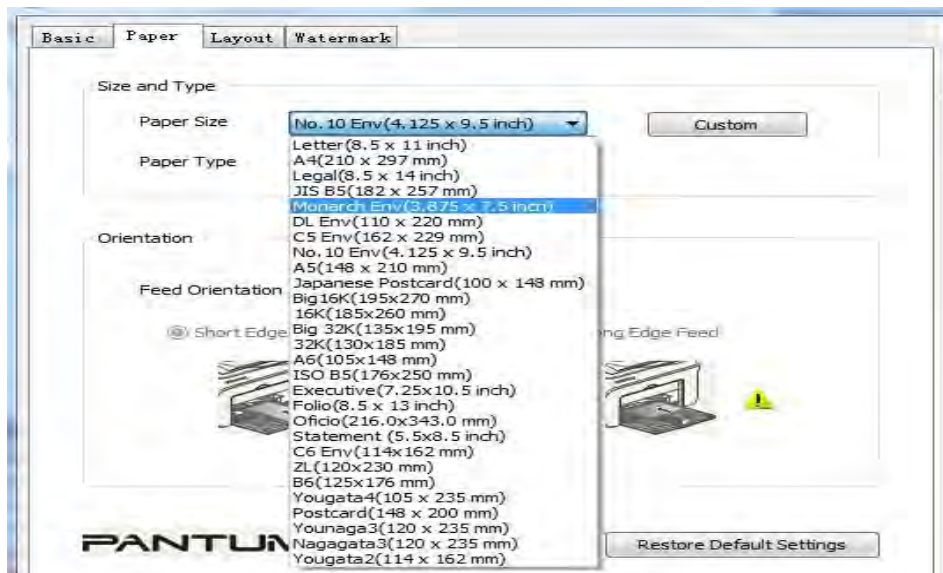 Basic Paper Layout Watermark
Size and Type
Paper Size No. 10 Env(4.125 x 9.5 inch) Custom
Letter(8.5 x 11 inch)
Paper Type A4(210 x 297 mm)
Legal(8.5 x 14 inch)
JIS B5(182 x 257 mm)
Monarch Env(3.875 x 7.5 inch)
DL Env(110 x 220 mm)
Orientation C5 Env(162 x 229 mm)
No. 10 Env(4.125 x 9.5 inch)
A5(148 x 210 mm)
Feed Orientation Japanese Postcard(100 x 148 mm)
Big16K(195x270 mm)
16K(185x260 mm)
Short Edge Big 32K(135x195 mm) ng Edge Feed
32K(130x185 mm)
A6(105x148 mm)
ISO B5(176x250 mm)
Executive(7.25x10.5 inch)
Folio(8.5 x 13 inch)
Oficio(216.0x343.0 mm)
Statement (5.5x8.5 inch)
C6 Env(114x162 mm)
ZL(120x230 mm)
B6(125x176 mm)
Yougata4(105 x 235 mm)
Postcard(148 x 200 mm)
Younaga3(120 x 235 mm)
PANTUM Nagagata3(120 x 235 mm) Restore Default Settings
Yougata2(114 x 162 mm)